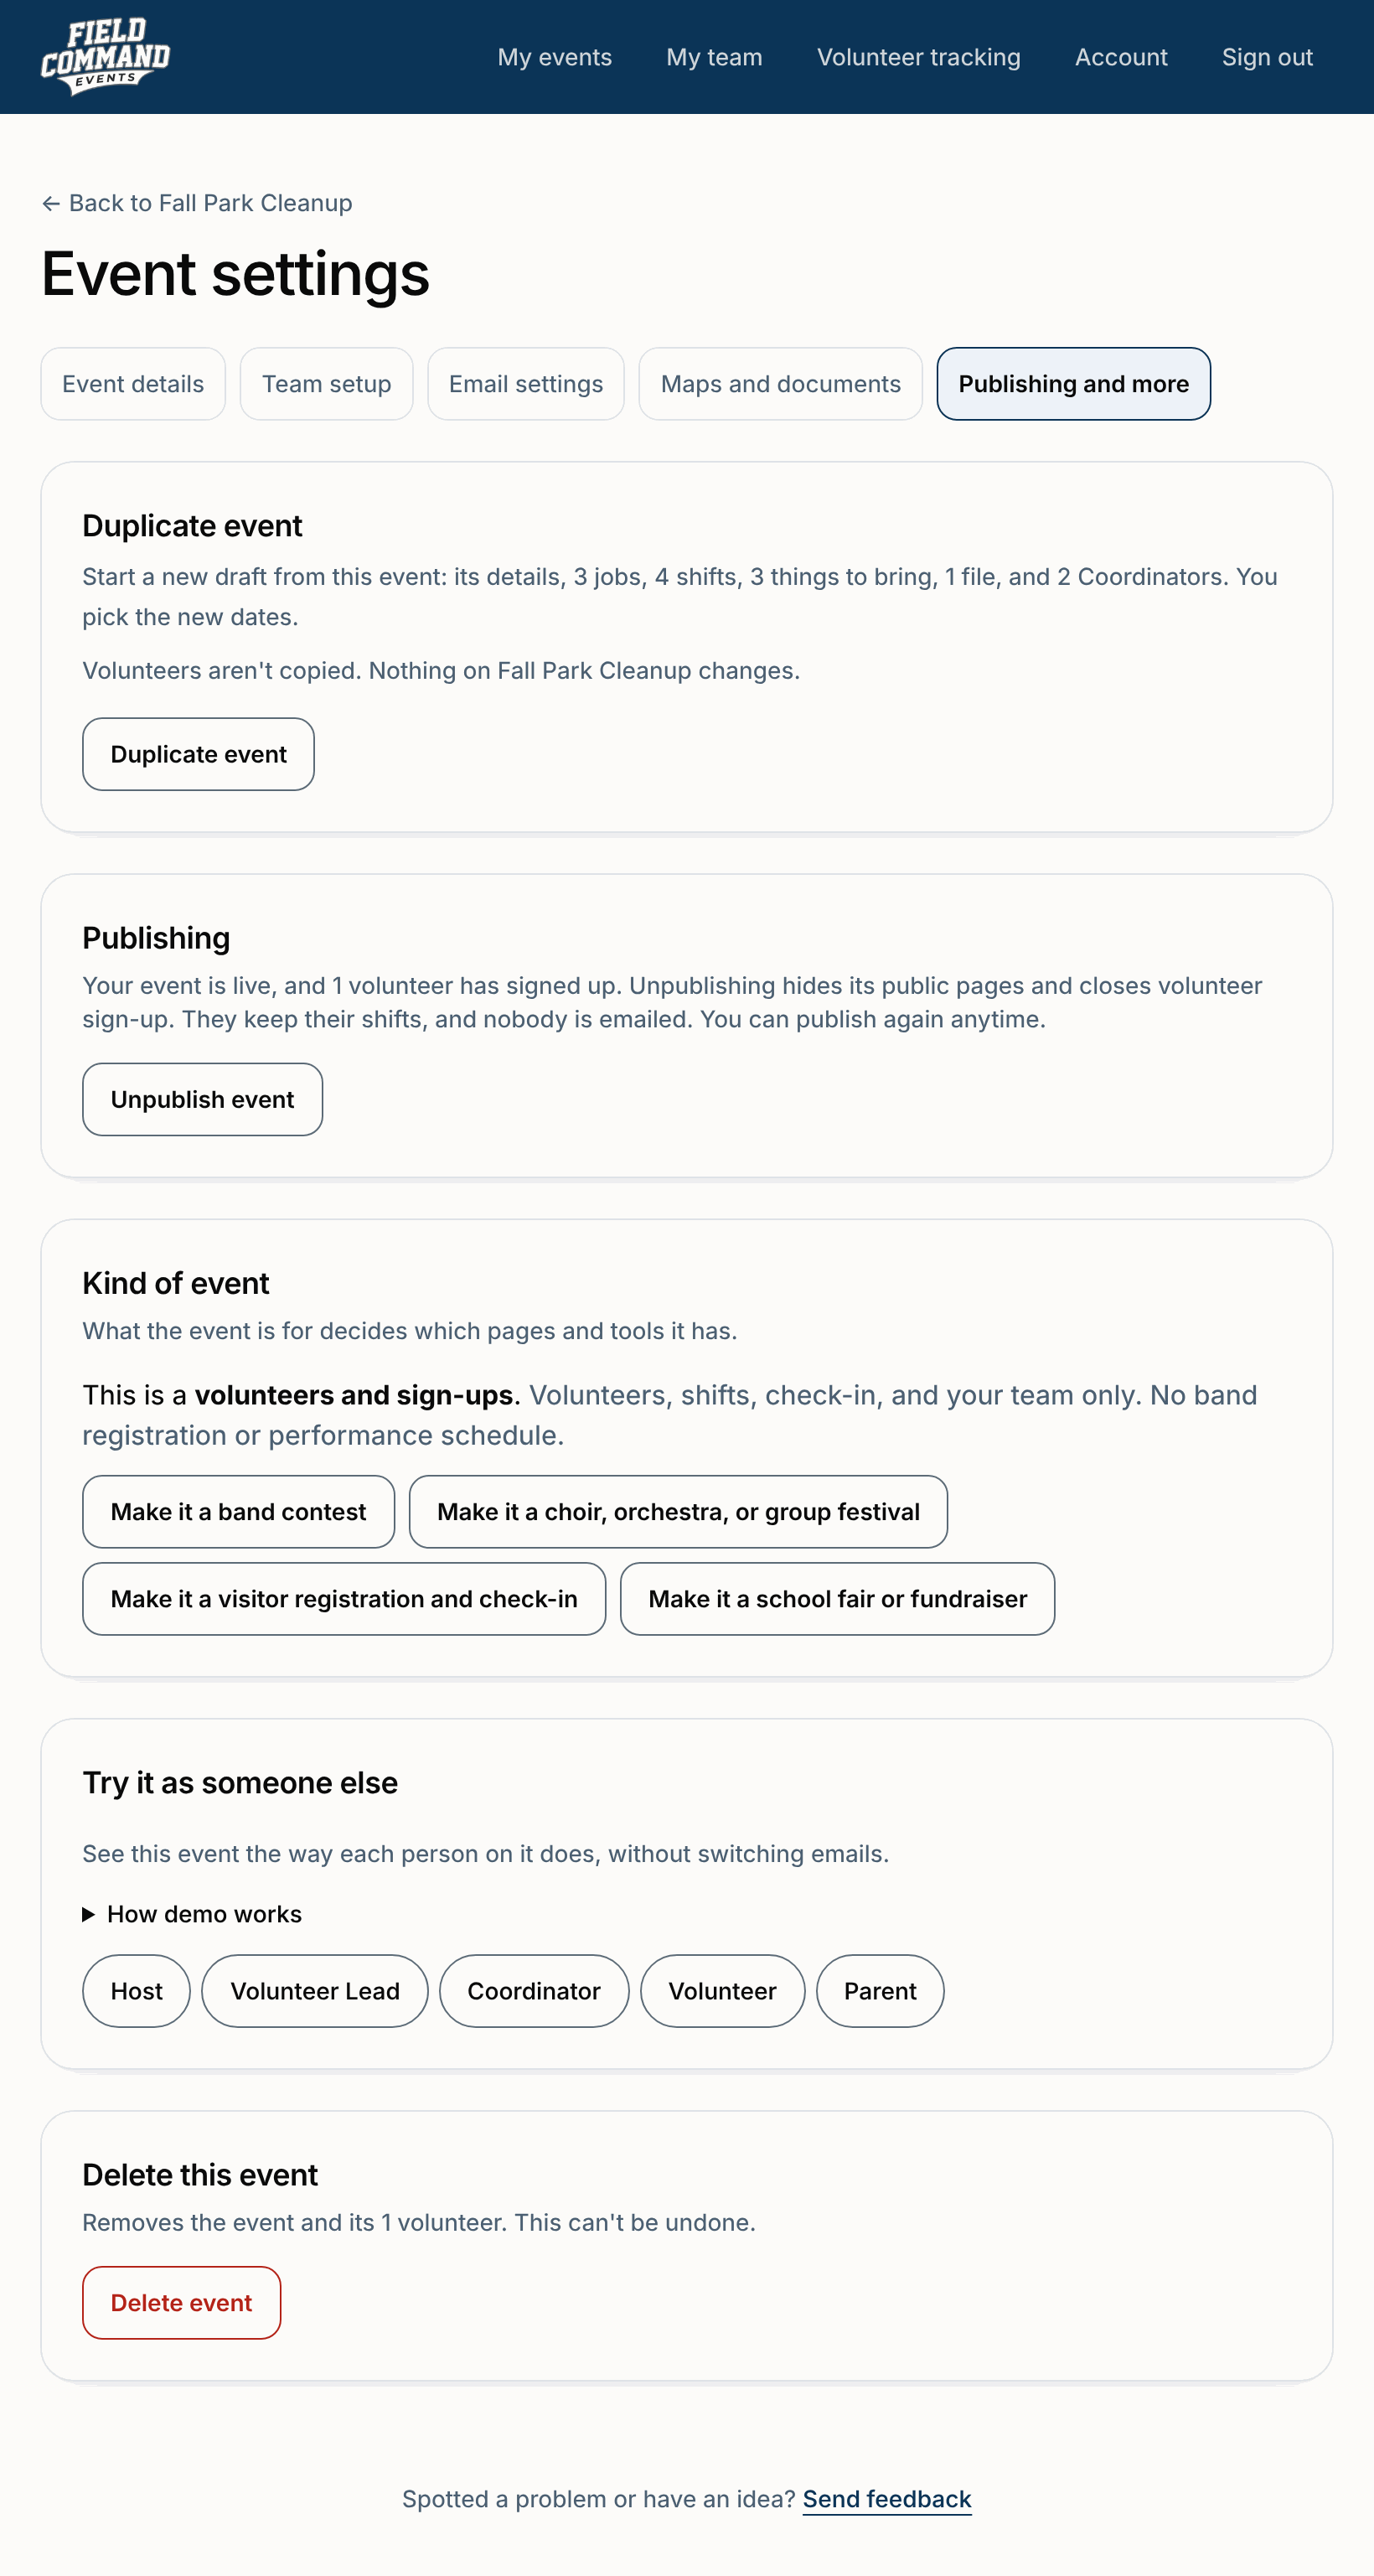 FIELD
COMMAND
EVENTS
My events
My team
Volunteer tracking
Account
Sign out
← Back to Fall Park Cleanup
Event settings
Event details
Team setup
Email settings
Maps and documents
Publishing and more
Duplicate event
Start a new draft from this event: its details, 3 jobs, 4 shifts, 3 things to bring, 1 file, and 2 Coordinators. You
pick the new dates.
Volunteers aren't copied. Nothing on Fall Park Cleanup changes.
Duplicate event
Publishing
Your event is live, and 1 volunteer has signed up. Unpublishing hides its public pages and closes volunteer
sign-up. They keep their shifts, and nobody is emailed. You can publish again anytime.
Unpublish event
Kind of event
What the event is for decides which pages and tools it has.
This is a volunteers and sign-ups. Volunteers, shifts, check-in, and your team only. No band
registration or performance schedule.
Make it a band contest
Make it a choir, orchestra, or group festival
Make it a visitor registration and check-in
Make it a school fair or fundraiser
Try it as someone else
See this event the way each person on it does, without switching emails.
▶ How demo works
Host
Volunteer Lead
Coordinator
Volunteer
Parent
Delete this event
Removes the event and its 1 volunteer. This can't be undone.
Delete event
Spotted a problem or have an idea? Send feedback